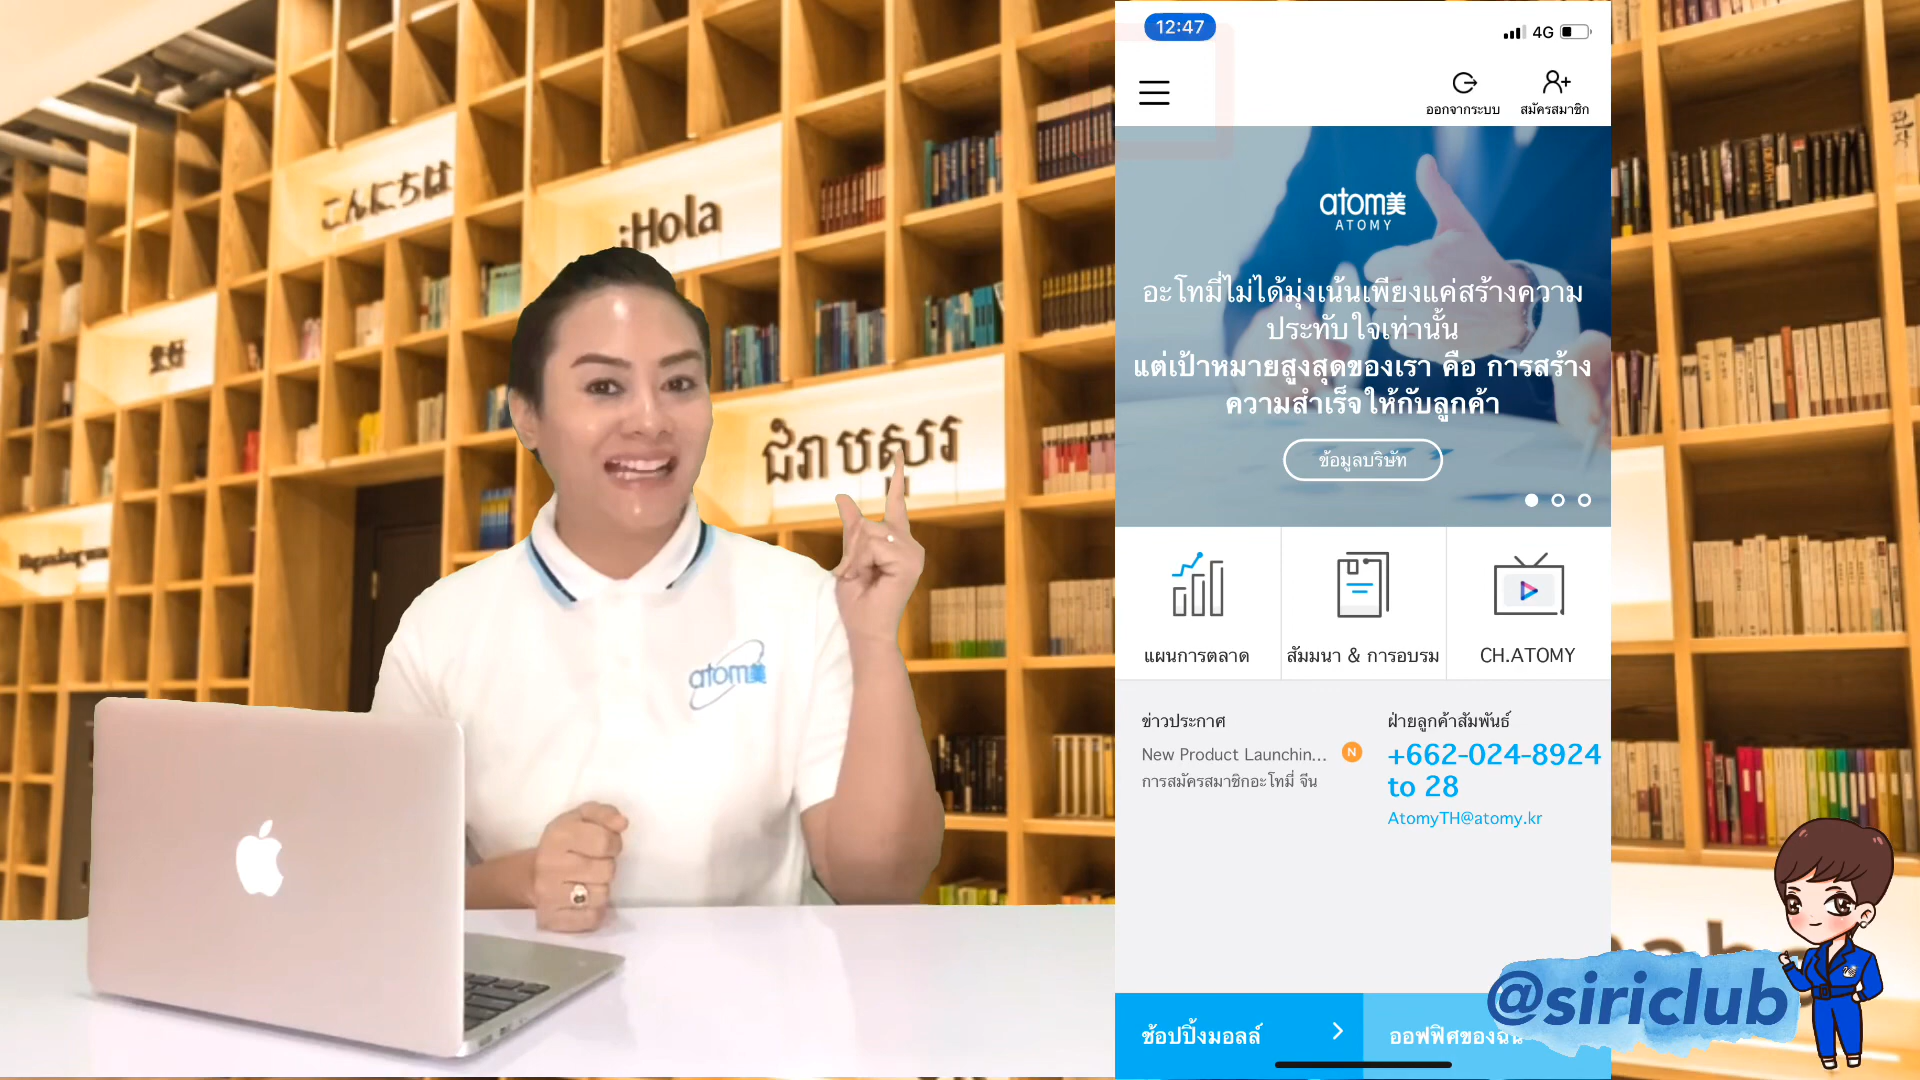 こんにちは
¡Hola
您好
ជំរាបសួរ
atom美
12:47
4G
ออกจากระบบ
สมัครสมาชิก
atom美
ATOMY
อะโทมี่ไม่ได้มุ่งเน้นเพียงแค่สร้างความ
ประทับใจเท่านั้น
แต่เป้าหมายสูงสุดของเรา คือ การสร้าง
ความสำเร็จให้กับลูกค้า
ข้อมูลบริษัท
แผนการตลาด
สัมมนา & การอบรม
CH.ATOMY
ข่าวประกาศ
New Product Launchin...
N
การสมัครสมาชิกอะโทมี่ จีน
ฝ่ายลูกค้าสัมพันธ์
+662-024-8924
to 28
AtomyTH@atomy.kr
ช้อปปิ้งมอลล์
ออฟฟิศของฉัน
@siriclub